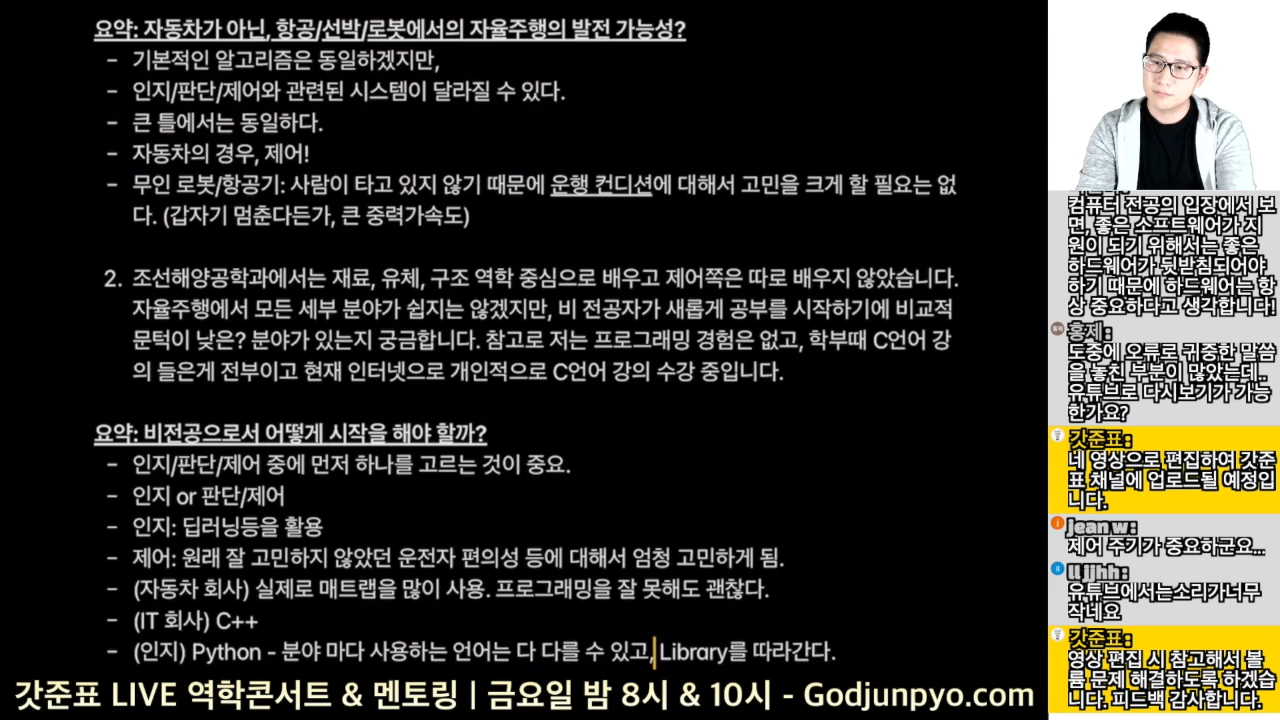 요약: 자동차가 아닌, 항공/선박/로봇에서의 자율주행의 발전 가능성?
- 기본적인 알고리즘은 동일하겠지만,
- 인지/판단/제어와 관련된 시스템이 달라질 수 있다.
- 큰 틀에서는 동일하다.
- 자동차의 경우, 제어!
- 무인 로봇/항공기: 사람이 타고 있지 않기 때문에 운행 컨디션에 대해서 고민을 크게 할 필요는 없
다. (갑자기 멈춘다든가, 큰 중력가속도)
2. 조선해양공학과에서는 재료, 유체, 구조 역학 중심으로 배우고 제어쪽은 따로 배우지 않았습니다.
자율주행에서 모든 세부 분야가 쉽지는 않겠지만, 비 전공자가 새롭게 공부를 시작하기에 비교적
문턱이 낮은? 분야가 있는지 궁금합니다. 참고로 저는 프로그래밍 경험은 없고, 학부때 C언어 강
의 들은게 전부이고 현재 인터넷으로 개인적으로 C언어 강의 수강 중입니다.
요약: 비전공으로서 어떻게 시작을 해야 할까?
- 인지/판단/제어 중에 먼저 하나를 고르는 것이 중요.
- 인지 or 판단/제어
- 인지: 딥러닝등을 활용
- 제어: 원래 잘 고민하지 않았던 운전자 편의성 등에 대해서 엄청 고민하게 됨.
- (자동차 회사) 실제로 매트랩을 많이 사용. 프로그래밍을 잘 못해도 괜찮다.
- (IT 회사) C++
- (인지) Python - 분야 마다 사용하는 언어는 다 다를 수 있고, Library를 따라간다.
갓준표 LIVE 역학콘서트 & 멘토링 | 금요일 밤 8시 & 10시 - Godjunpyo.com
컴퓨터 전공의 입장에서 보
면, 좋은 소프트웨어가 지
원이 되기 위해서는 좋은
하드웨어가 뒷받침되어야
하기 때문에 하드웨어는 항
상 중요하다고 생각합니다!
홍제:
도중에 오류로 귀중한 말씀
을 놓친 부분이 많았는데..
유튜브로 다시보기가 가능
한가요?
갓준표:
네 영상으로 편집하여 갓준
표 채널에 업로드될 예정입
니다.
jean w:
제어 주기가 중요하군요...
ll jjhh:
유튜브에서는소리가너무
작네요
갓준표:
영상 편집 시 참고해서 볼
륨 문제 해결하도록 하겠습
니다. 피드백 감사합니다.